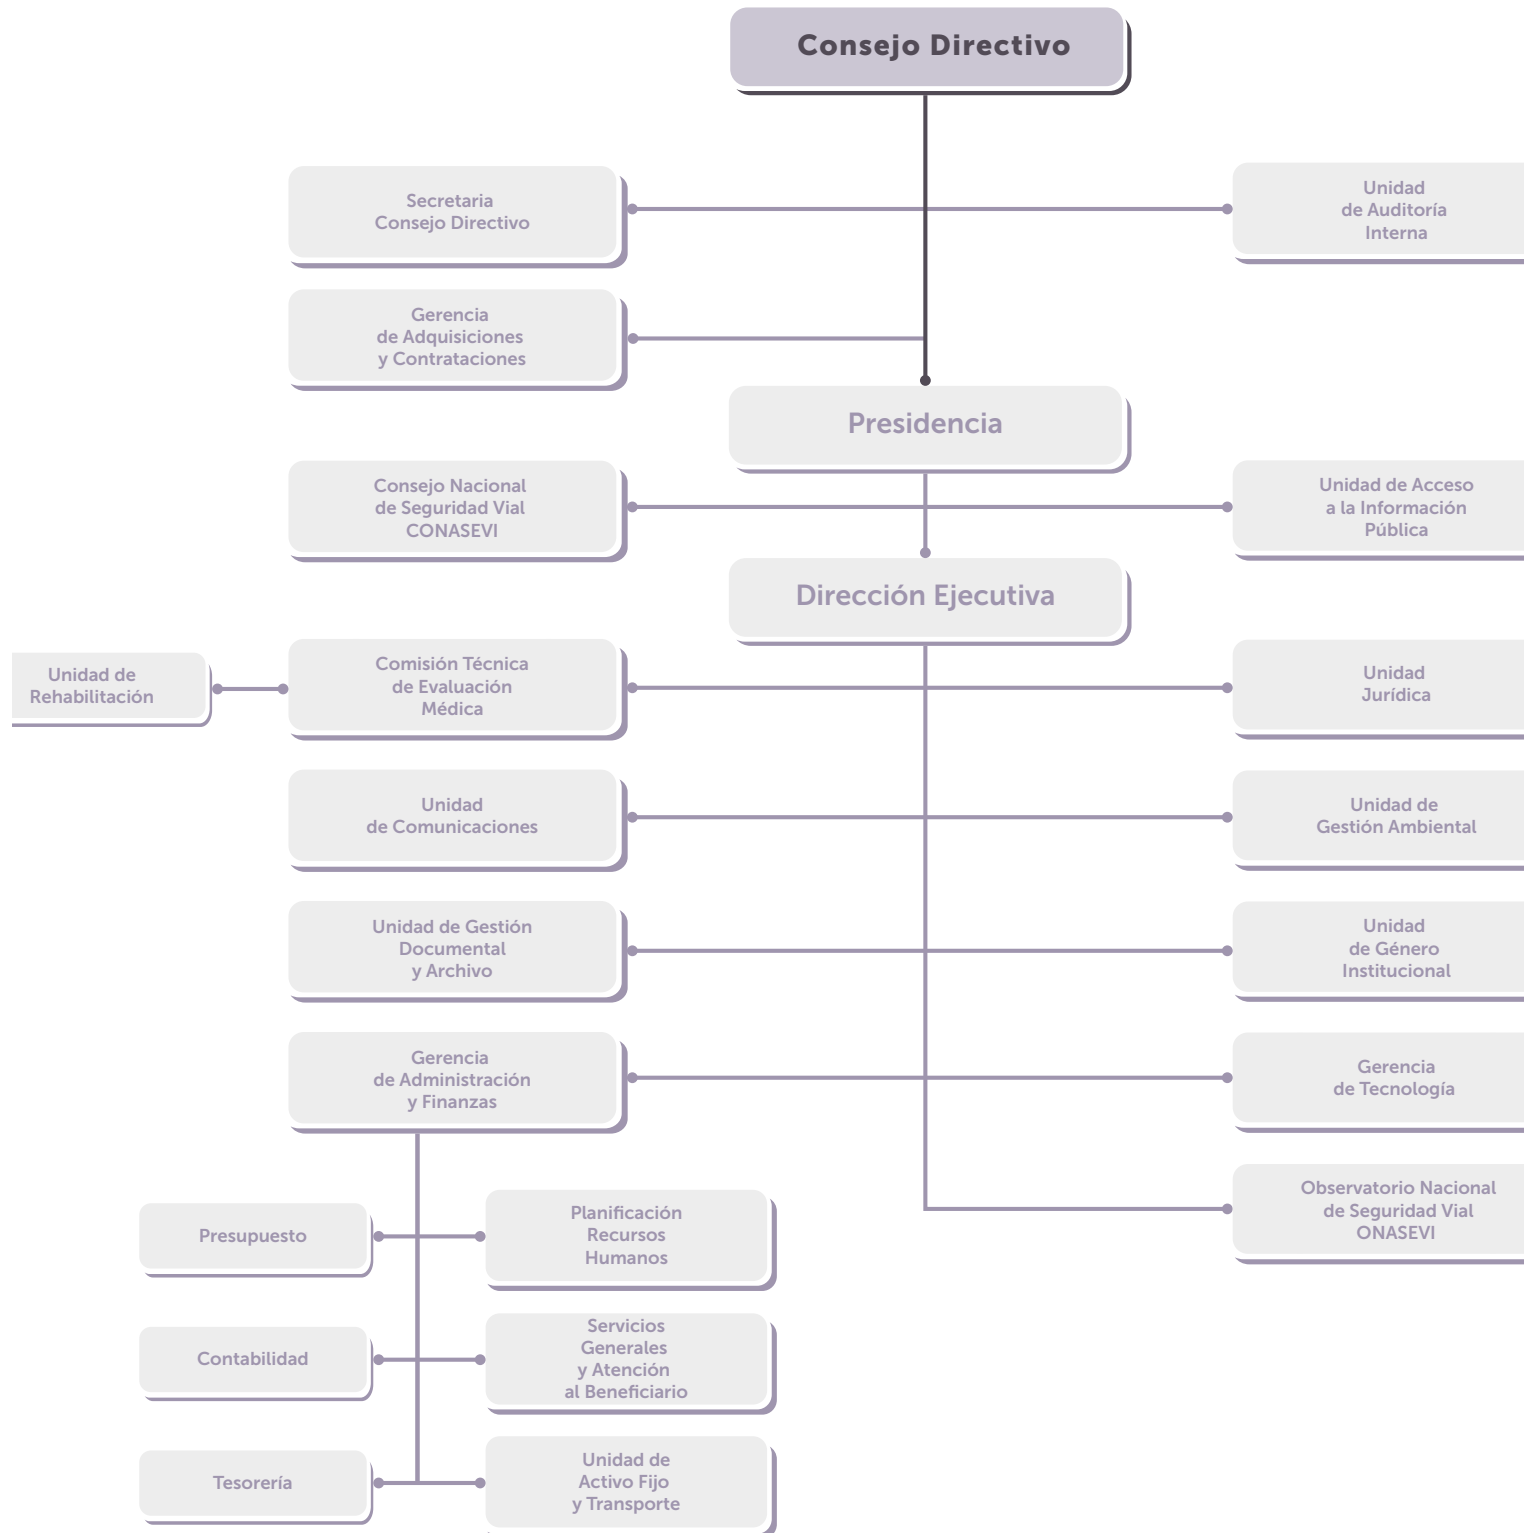 Consejo Directivo
Secretaria
Consejo Directivo
Unidad
de Auditoría
Interna
Gerencia
de Adquisiciones
y Contrataciones
Presidencia
Consejo Nacional
de Seguridad Vial
CONASEVI
Unidad de Acceso
a la Información
Pública
Dirección Ejecutiva
Unidad de
Rehabilitación
Comisión Técnica
de Evaluación
Médica
Unidad
Jurídica
Unidad
de Comunicaciones
Unidad de
Gestión Ambiental
Unidad de Gestión
Documental
y Archivo
Unidad
de Género
Institucional
Gerencia
de Administración
y Finanzas
Gerencia
de Tecnología
Observatorio Nacional
de Seguridad Vial
ONASEVI
Presupuesto
Planificación
Recursos
Humanos
Contabilidad
Servicios
Generales
y Atención
al Beneficiario
Tesorería
Unidad de
Activo Fijo
y Transporte